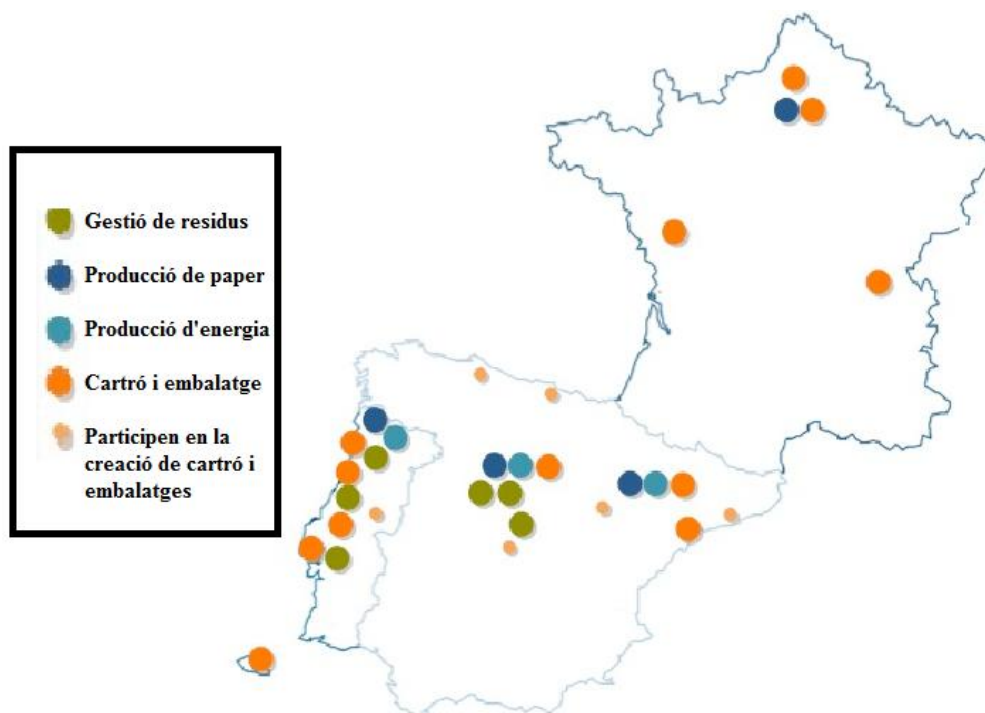 Gestió de residus
Producció de paper
Producció d'energia
Cartró i embalatge
Participen en la
creació de cartró i
embalatges